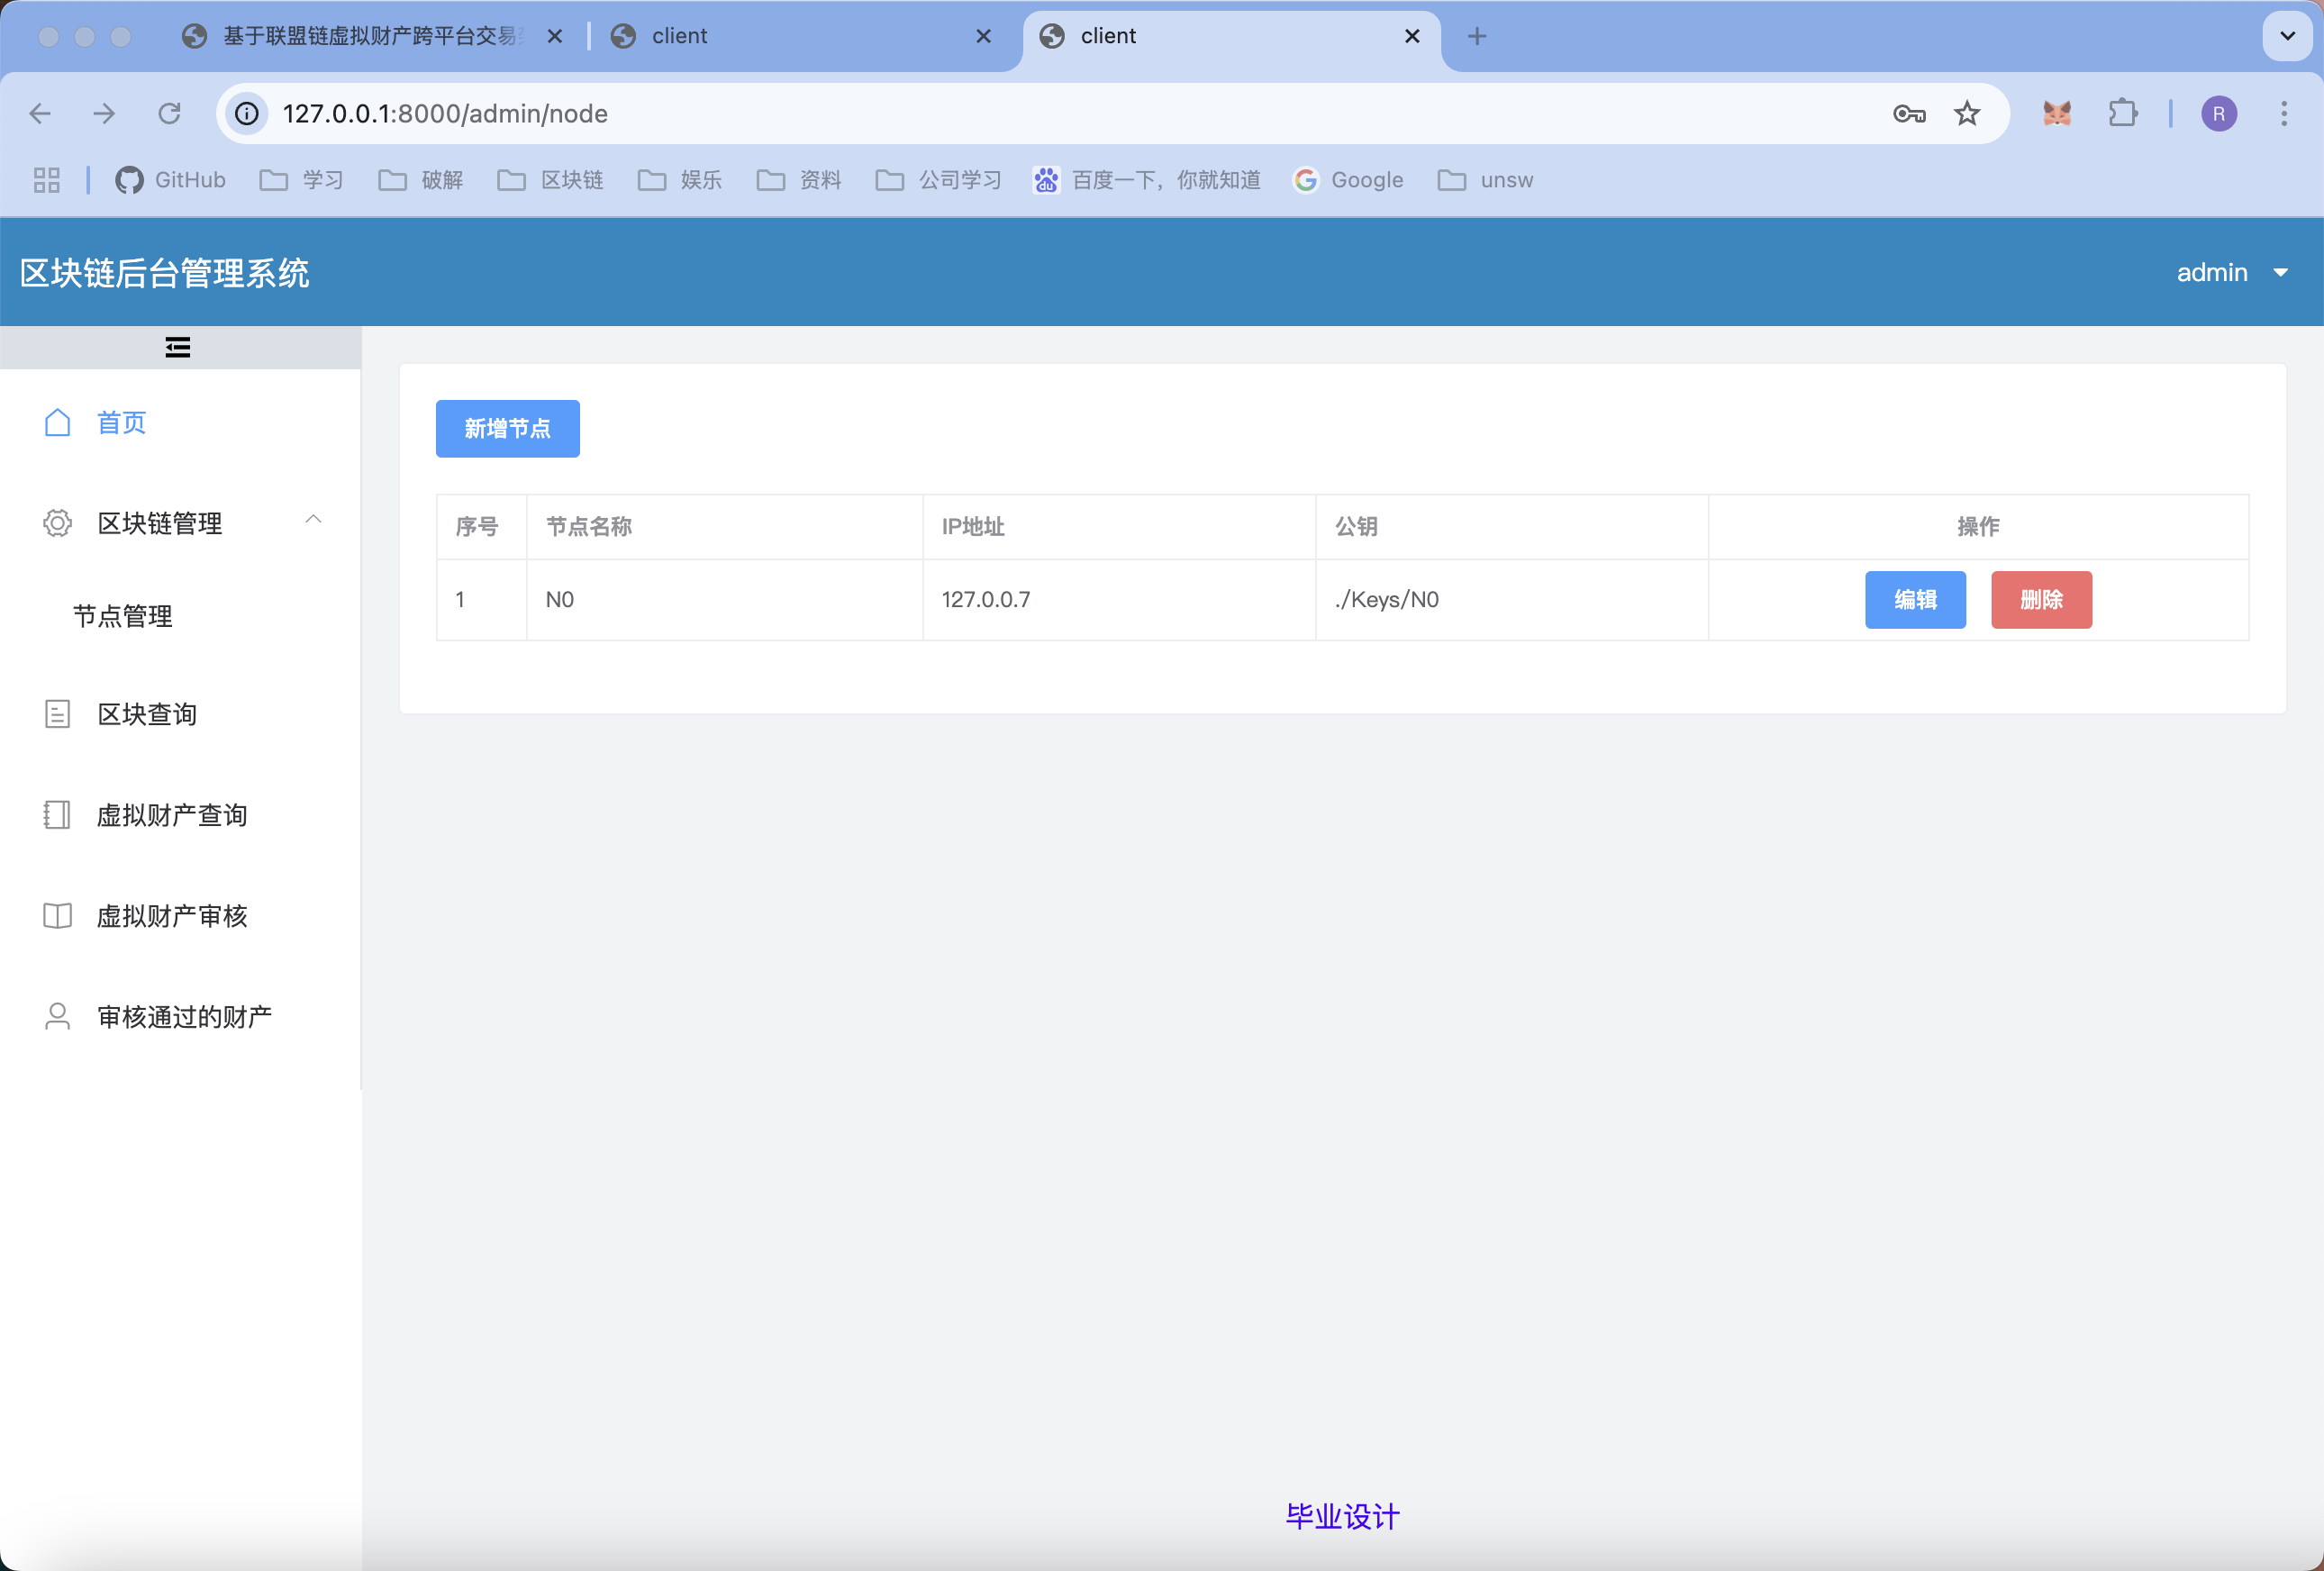 基于联盟链虚拟财产跨平台交易
client
client
127.0.0.1:8000/admin/node
R
GitHub
学习
破解
区块链
娱乐
资料
公司学习
du
百度一下，你就知道
Google
unsw
区块链后台管理系统
admin
首页
区块链管理
节点管理
区块查询
虚拟财产查询
虚拟财产审核
审核通过的财产
新增节点
序号 节点名称 IP地址 公钥 操作
1 N0 127.0.0.7 ./Keys/N0 编辑 删除
毕业设计